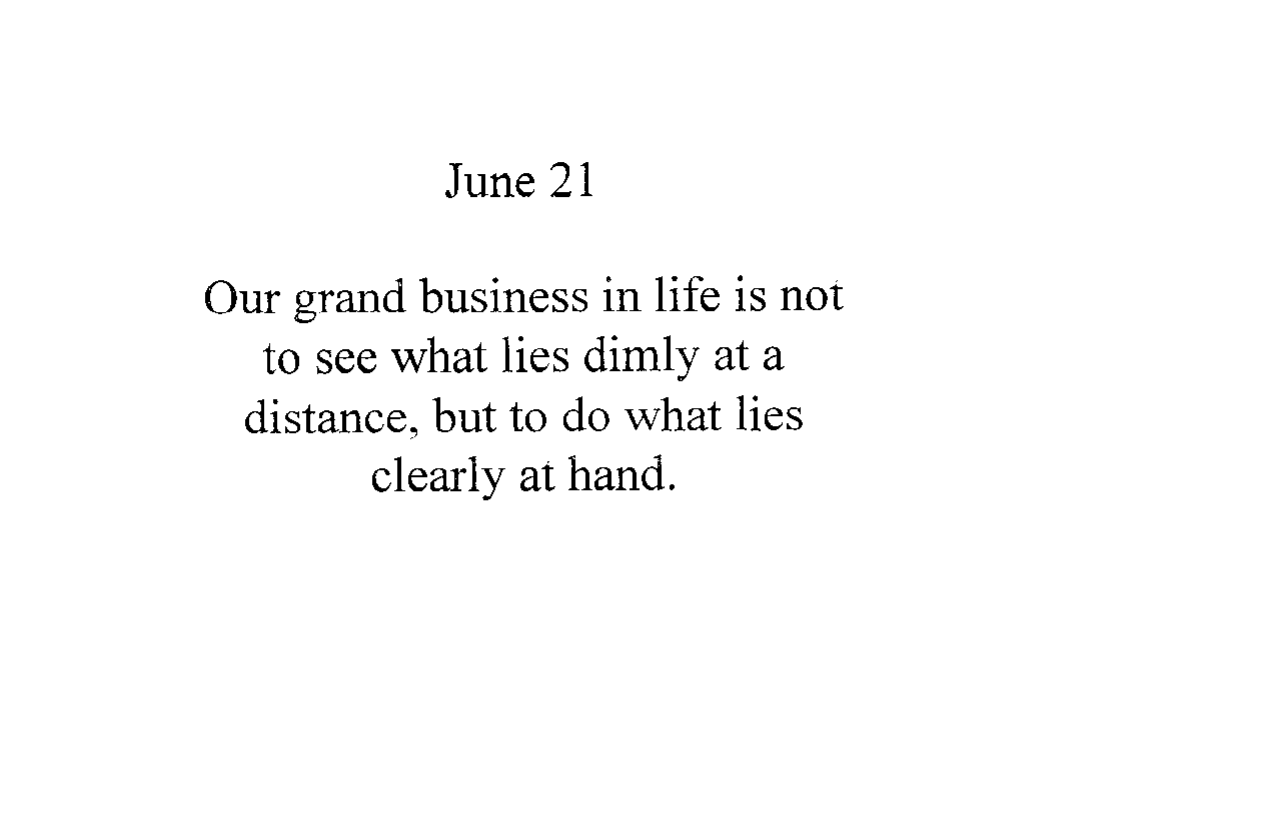 June 21
Our grand business in life is not
to see what lies dimly at a
distance, but to do what lies
clearly at hand.